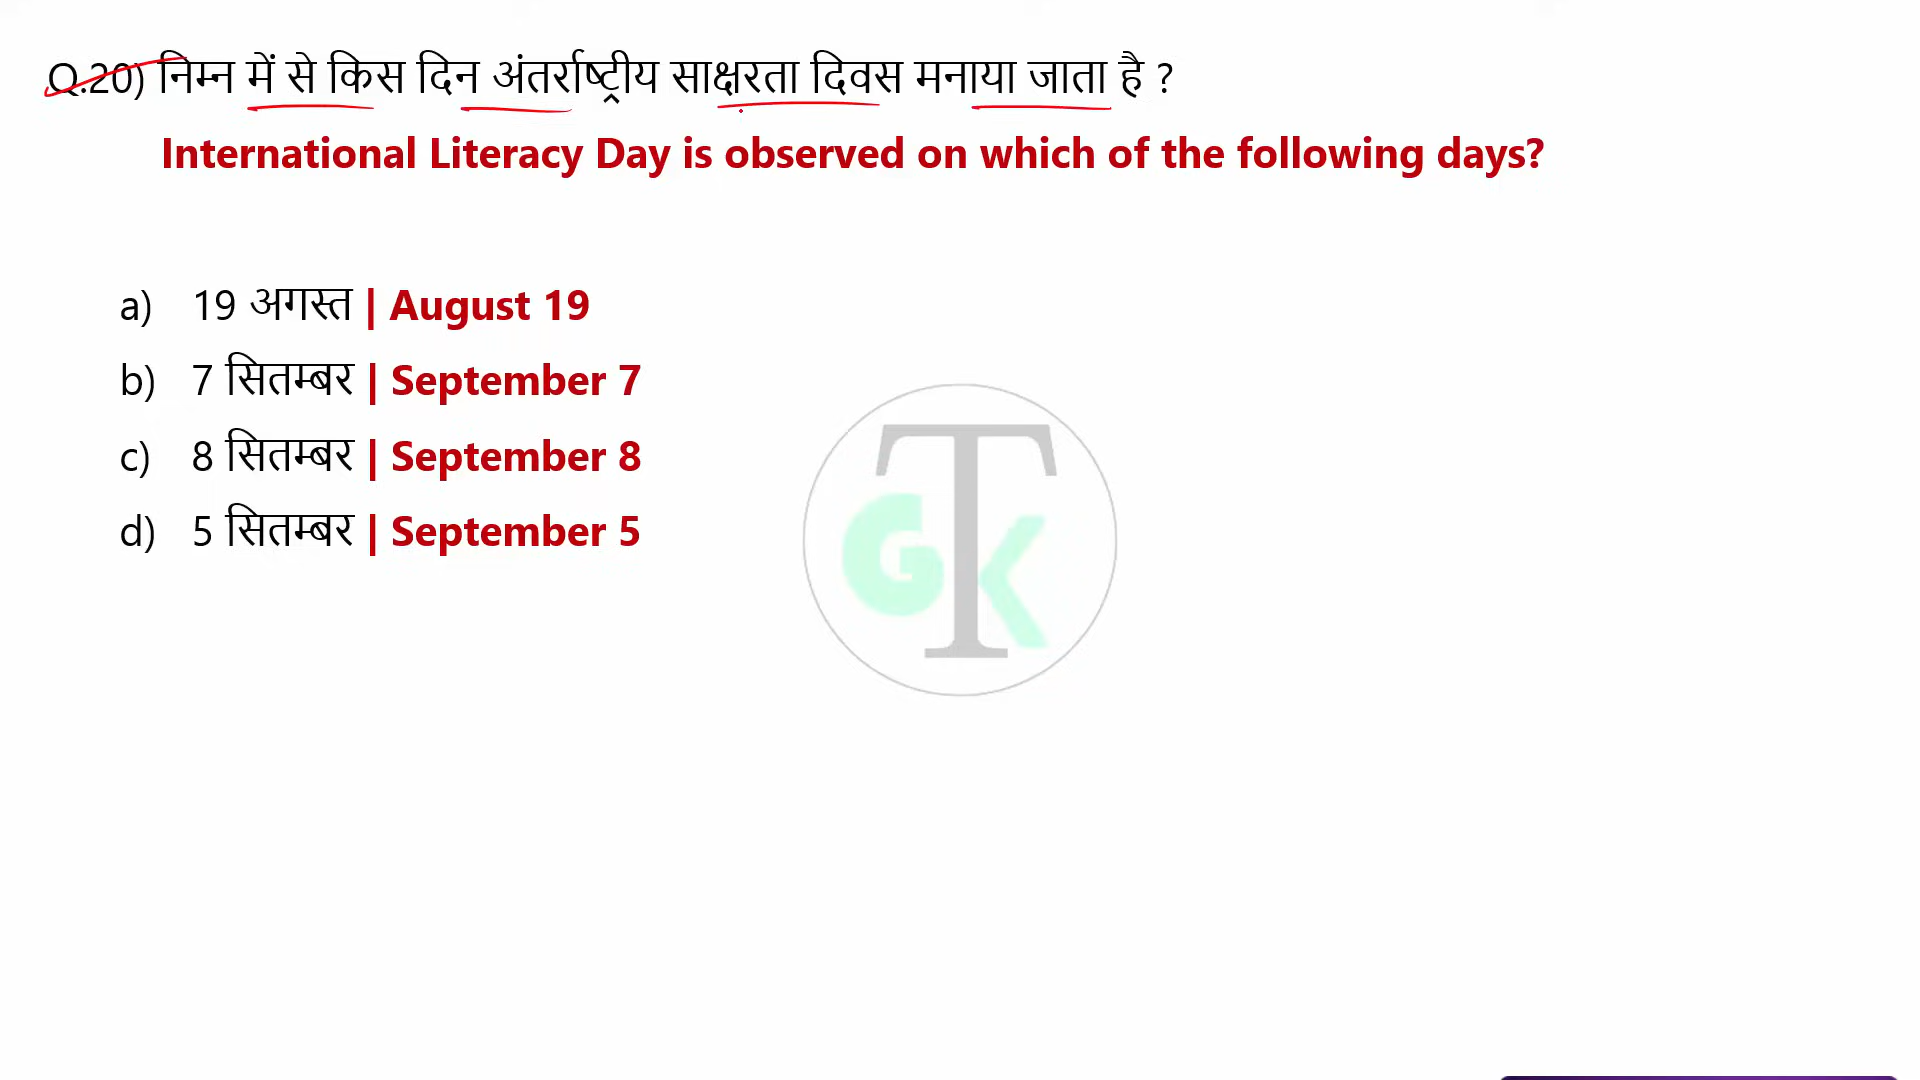 Q.20) निम्न में से किस दिन अंतर्राष्ट्रीय साक्षरता दिवस मनाया जाता है ?
International Literacy Day is observed on which of the following days?
a) 19 अगस्त | August 19
b) 7 सितम्बर | September 7
c) 8 सितम्बर | September 8
d) 5 सितम्बर | September 5
GTK